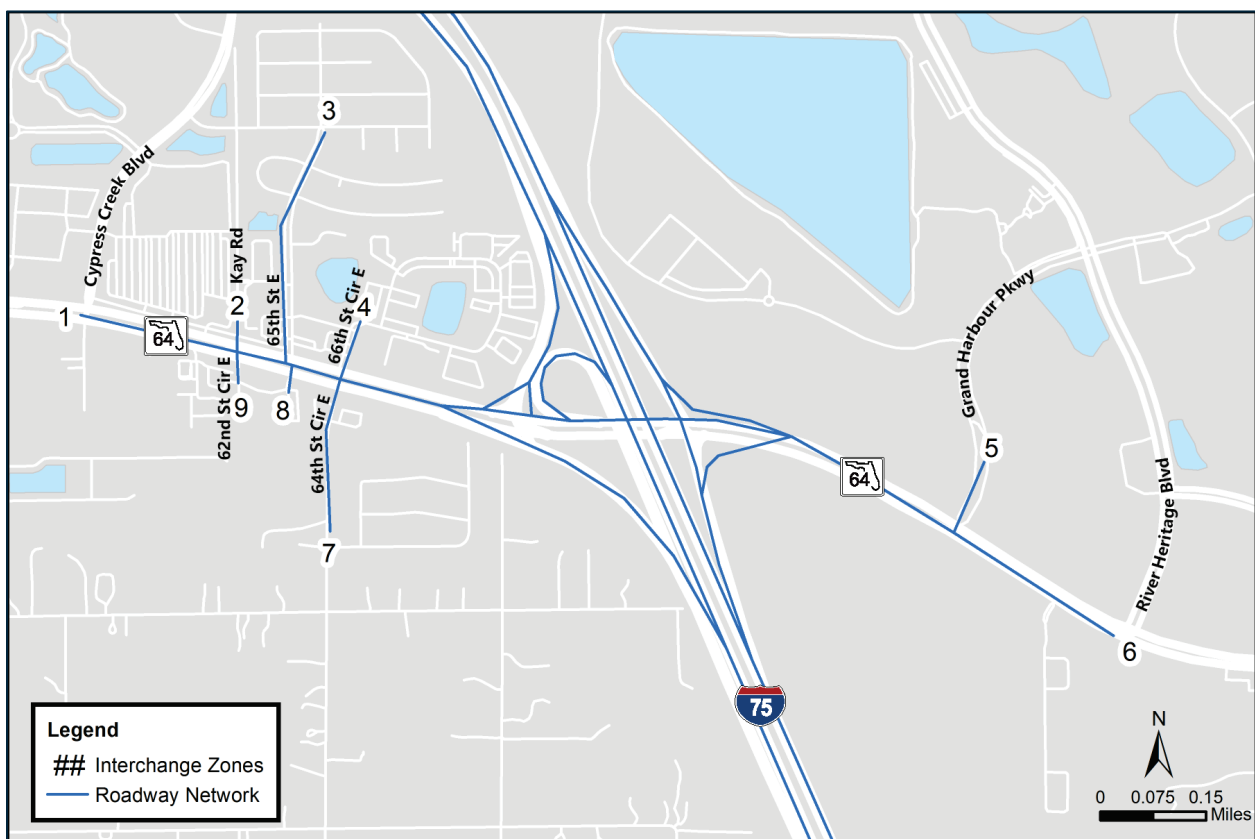 3
Cypress Creek Blvd
Kay Rd
65th St E
66th St Cir E
Grand Harbour Pkwy
1
2
4
64
62nd St Cir E
9
8
64th St Cir E
5
64
River Heritage Blvd
7
6
75
Legend
## Interchange Zones
Roadway Network
N
0 0.075 0.15
Miles